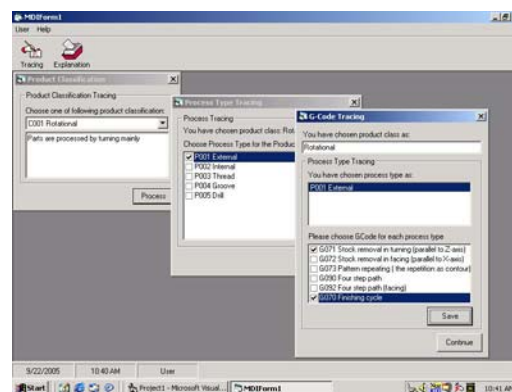 MDIForm1
User Help
Tracing Explanation
Product Classification
Product Classification Tracing
Choose one of following product classification:
C001 Rotational
Parts are processed by turning mainly
Process
Process Type Tracing
Process Tracing
You have chosen product class: Rot
Choose Process Type for the Produc
P001 External
P002 Internal
P003 Thread
P004 Groove
P005 Drill
G-Code Tracing
You have chosen product class as:
Rotational
Process Type Tracing
You have chosen process type as:
P001 External
Please choose GCode for each process type
G071 Stock removal in turning (parallel to Z-axis)
G072 Stock removal in facing (parallel to X-axis)
G073 Pattern repeating ( the repetition as contour)
G090 Four step path
G092 Four step path (facing)
G070 Finishing cycle
Save
Continue
9/22/2005 10:40 AM User
Start Project1 - Microsoft Visual... MDIForm1 10:41 AM